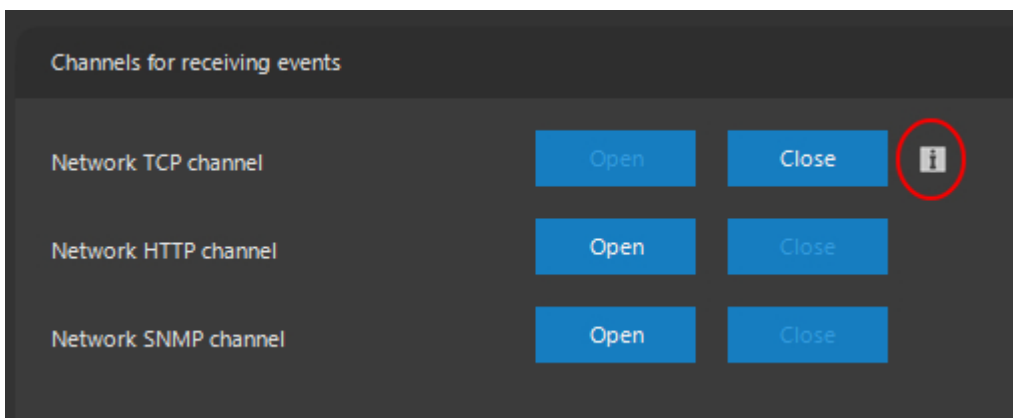 Channels for receiving events
Network TCP channel Open Close i
Network HTTP channel Open Close
Network SNMP channel Open Close